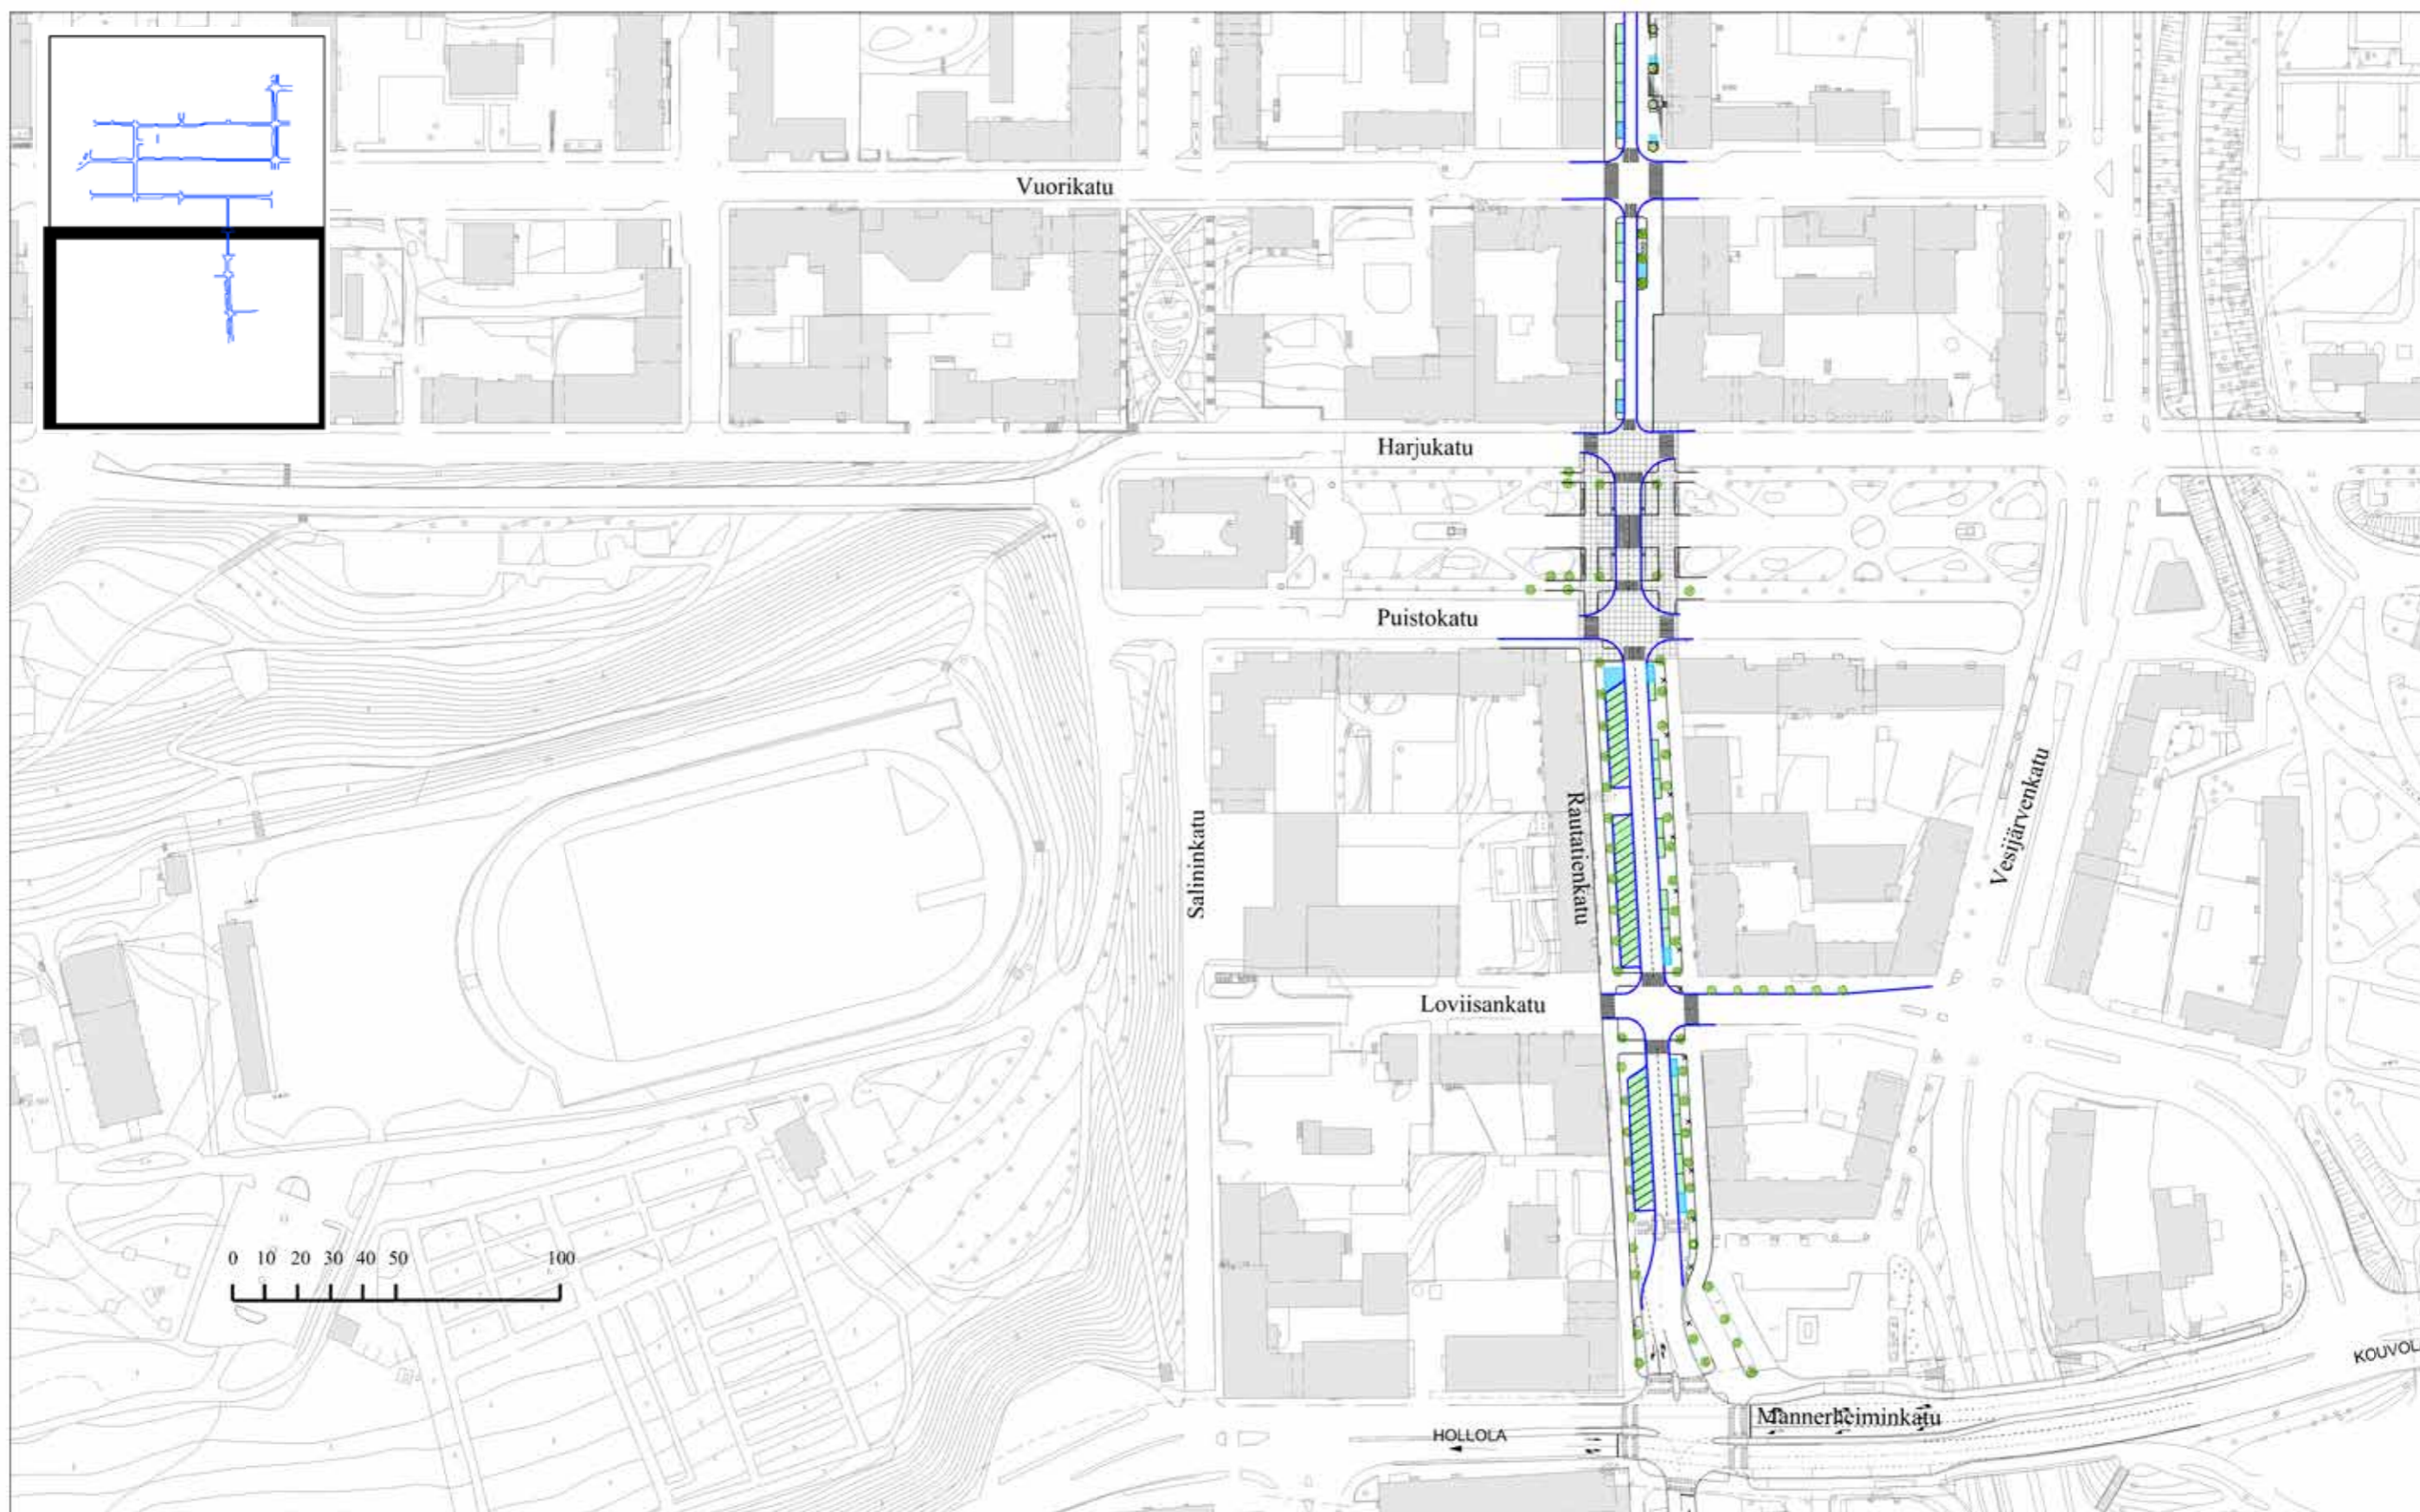 Vuorikatu
Harjukatu
Puistokatu
Salininkatu
Rautatienkatu
Vesijärvenkatu
Loviisankatu
0 10 20 30 40 50 100
KOUVOL
Mannerheiminkatu
HOLLOLA